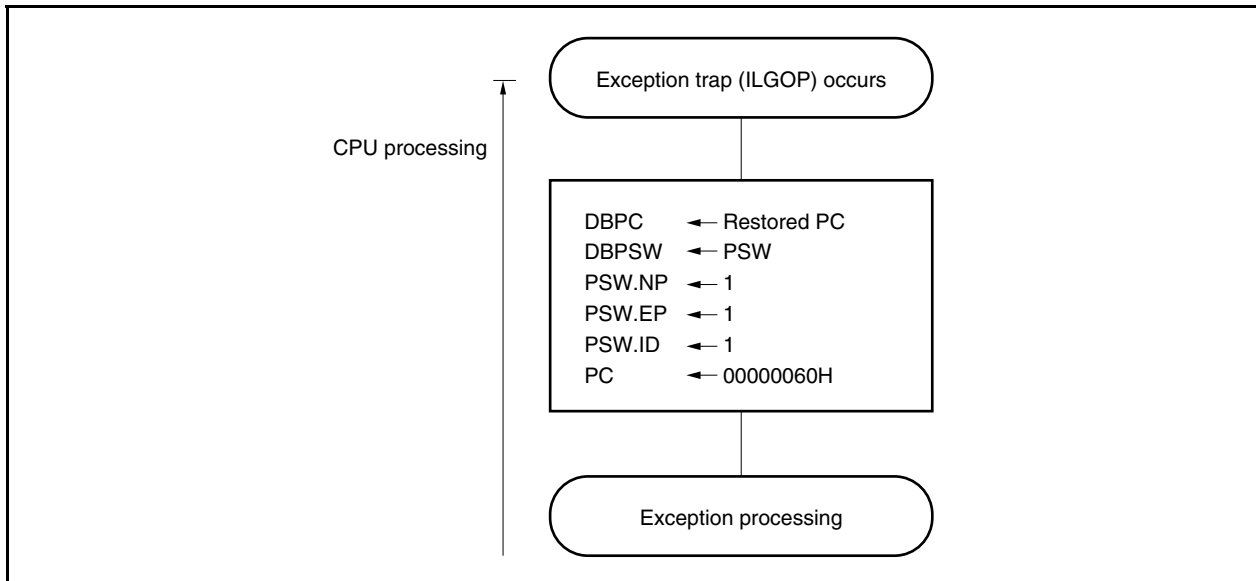 Exception trap (ILGOP) occurs
CPU processing
DBPC ← Restored PC
DBPSW ← PSW
PSW.NP ← 1
PSW.EP ← 1
PSW.ID ← 1
PC ← 00000060H
Exception processing